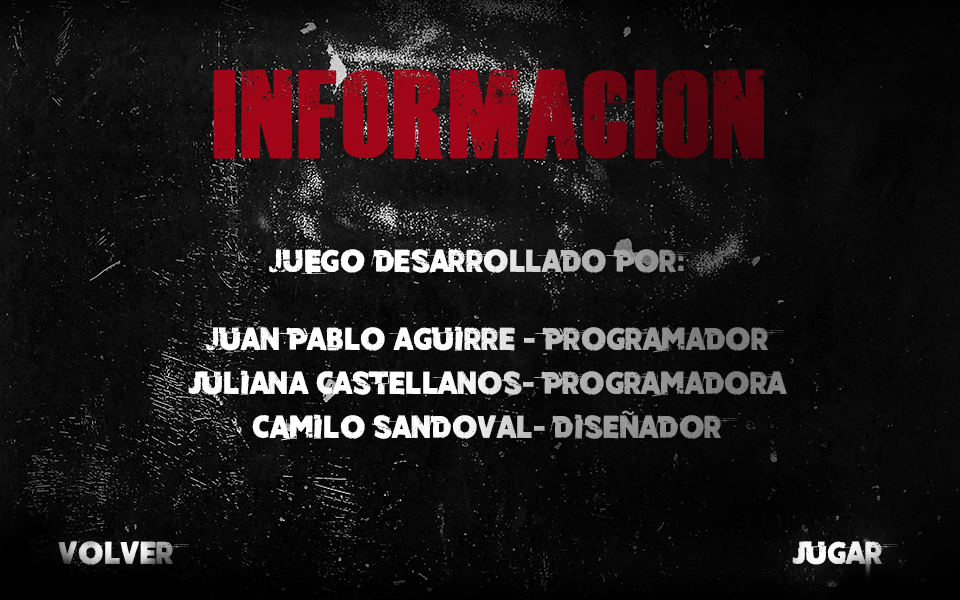 INFORMACION
JUEGO DESARROLLADO POR:
JUAN PABLO AGUIRRE - PROGRAMADOR
JULIANA CASTELLANOS- PROGRAMADORA
CAMILO SANDOVAL- DISEÑADOR
VOLVER
JUGAR